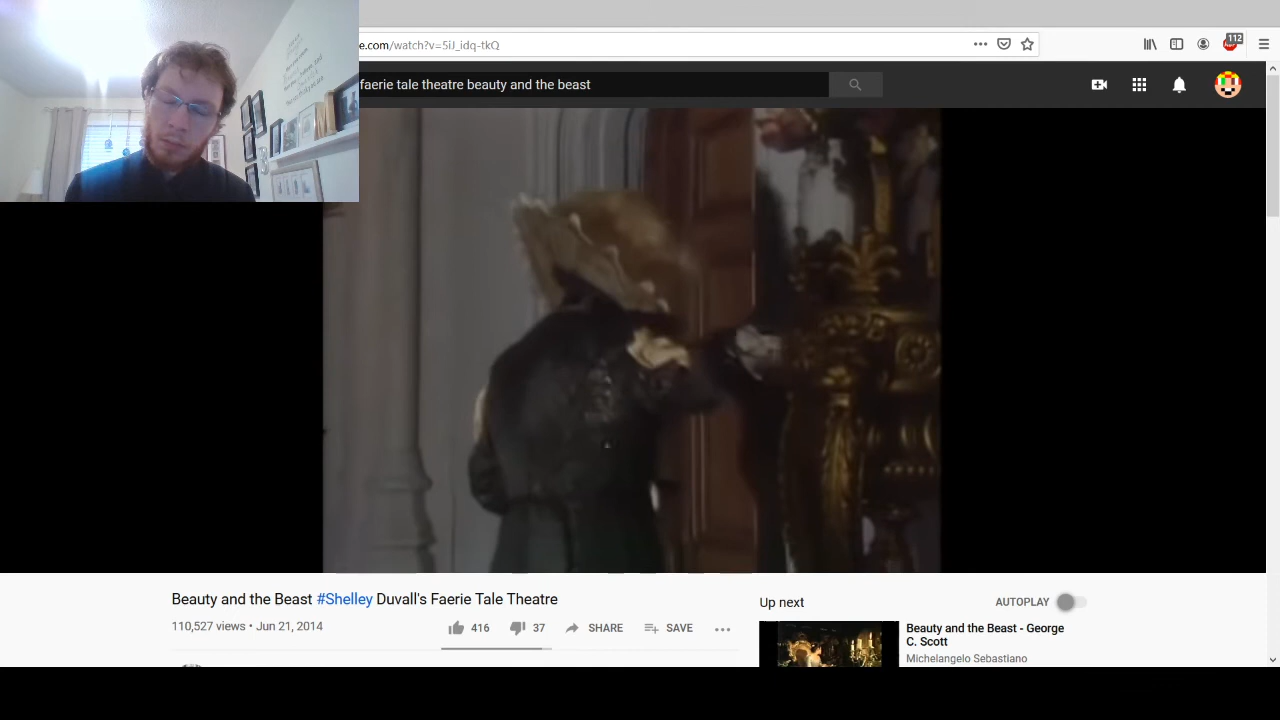 e.com/watch?v=5iJ_idq-tkQ
112
faerie tale theatre beauty and the beast
Beauty and the Beast #Shelley Duvall's Faerie Tale Theatre
110,527 views • Jun 21, 2014
416
37
SHARE
SAVE
Up next
AUTOPLAY
Beauty and the Beast - George
C. Scott
Michelangelo Sebastiano